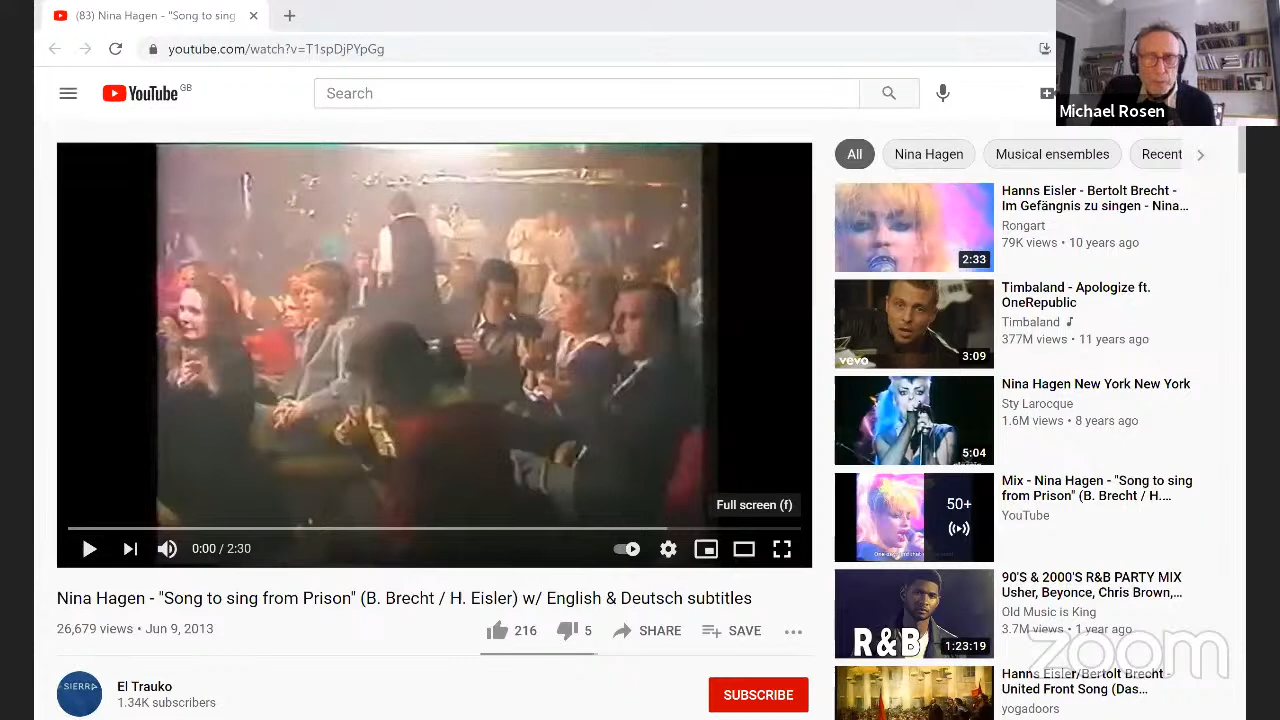 (83) Nina Hagen - "Song to sing
youtube.com/watch?v=T1spDjPYpGg
YouTube GB
Search
Michael Rosen
All
Nina Hagen
Musical ensembles
Recent
Hanns Eisler - Bertolt Brecht -
Im Gefängnis zu singen - Nina...
Rongart
79K views • 10 years ago
2:33
Timbaland - Apologize ft.
OneRepublic
Timbaland
377M views • 11 years ago
vevo
3:09
Nina Hagen New York New York
Sty Larocque
1.6M views • 8 years ago
5:04
Mix - Nina Hagen - "Song to sing
from Prison" (B. Brecht / H....
YouTube
50+
90'S & 2000'S R&B PARTY MIX
Usher, Beyonce, Chris Brown,...
Old Music is King
3.7M views • 1 year ago
R&B
1:23:19
Hanns Eisler/Bertolt Brecht
United Front Song (Das...
yogadoors
zoom
Full screen (f)
0:00 / 2:30
Nina Hagen - "Song to sing from Prison" (B. Brecht / H. Eisler) w/ English & Deutsch subtitles
26,679 views • Jun 9, 2013
216
5
SHARE
SAVE
SIERRA
El Trauko
1.34K subscribers
SUBSCRIBE